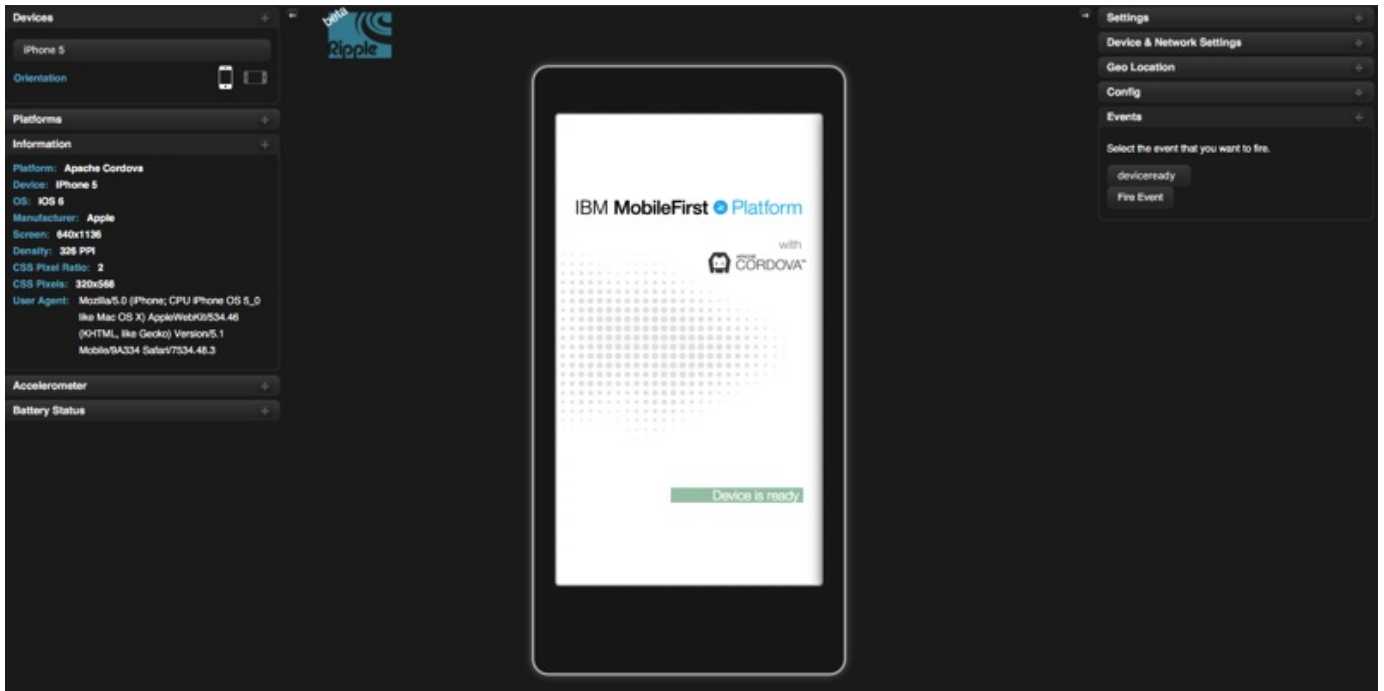 Devices
iPhone 5
Orientation
Platforms
Information
Platform: Apache Cordova
Device: iPhone 5
OS: iOS 6
Manufacturer: Apple
Screen: 640x1136
Density: 326 PPI
CSS Pixel Ratio: 2
CSS Pixels: 320x568
User Agent: Mozilla/5.0 (iPhone; CPU iPhone OS 5_0
like Mac OS X) AppleWebKit/534.46
(KHTML, like Gecko) Version/5.1
Mobile/9A334 Safari/7534.48.3
Accelerometer
Battery Status
beta
Ripple
IBM MobileFirst Platform
with
APACHE
CORDOVA™
Device is ready
Settings
Device & Network Settings
Geo Location
Config
Events
Select the event that you want to fire.
deviceready
Fire Event